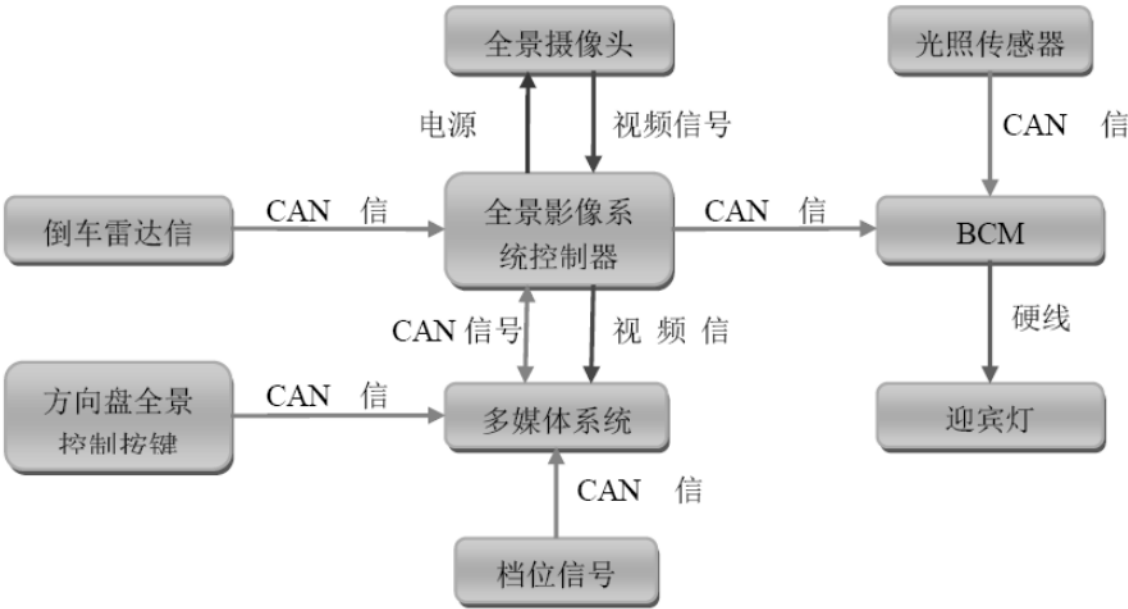 全景摄像头
光照传感器
电源
视频信号
CAN 信
倒车雷达信
CAN 信
全景影像系
统控制器
CAN 信
BCM
CAN 信号
视 频 信
硬线
方向盘全景
控制按键
CAN 信
多媒体系统
迎宾灯
CAN 信
档位信号